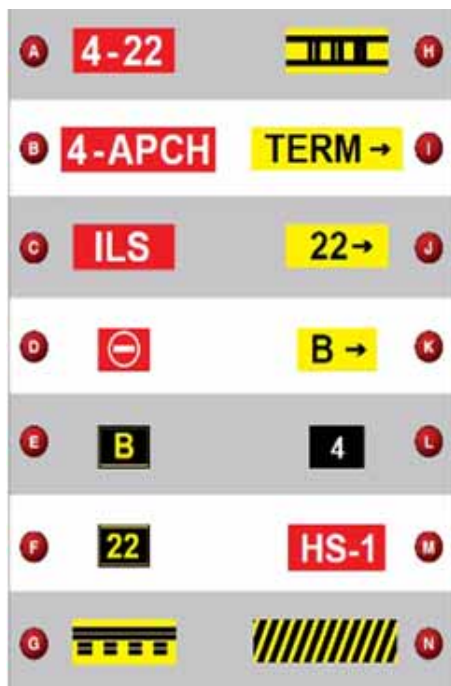 A 4-22 H
B 4-APCH TERM→ I
C ILS 22→ J
D B→ K
E B 4 L
F 22 HS-1 M
G N